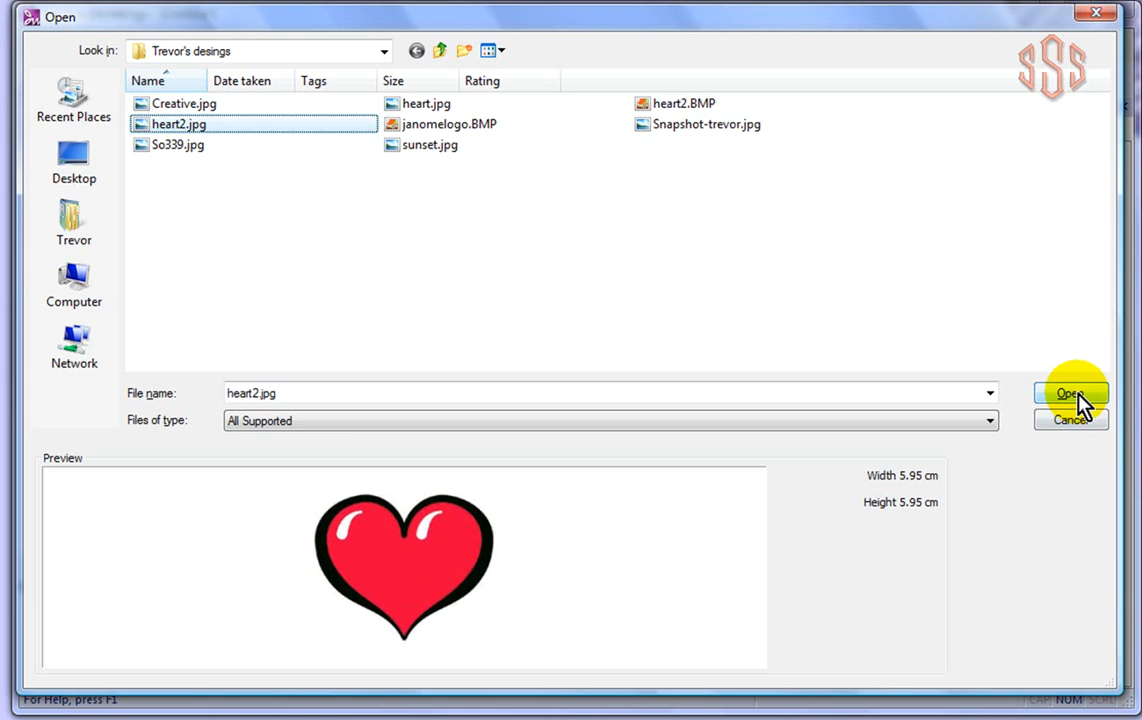 Open
Look in: Trevor's desings
Name Date taken Tags Size Rating
Creative.jpg heart.jpg heart2.BMP
heart2.jpg janomelogo.BMP Snapshot-trevor.jpg
So339.jpg sunset.jpg
Recent Places
Desktop
Trevor
Computer
Network
File name: heart2.jpg Open
Files of type: All Supported Cancel
Preview
Width 5.95 cm
Height 5.95 cm
SSS
For Help, press F1 CAP NUM SCRL